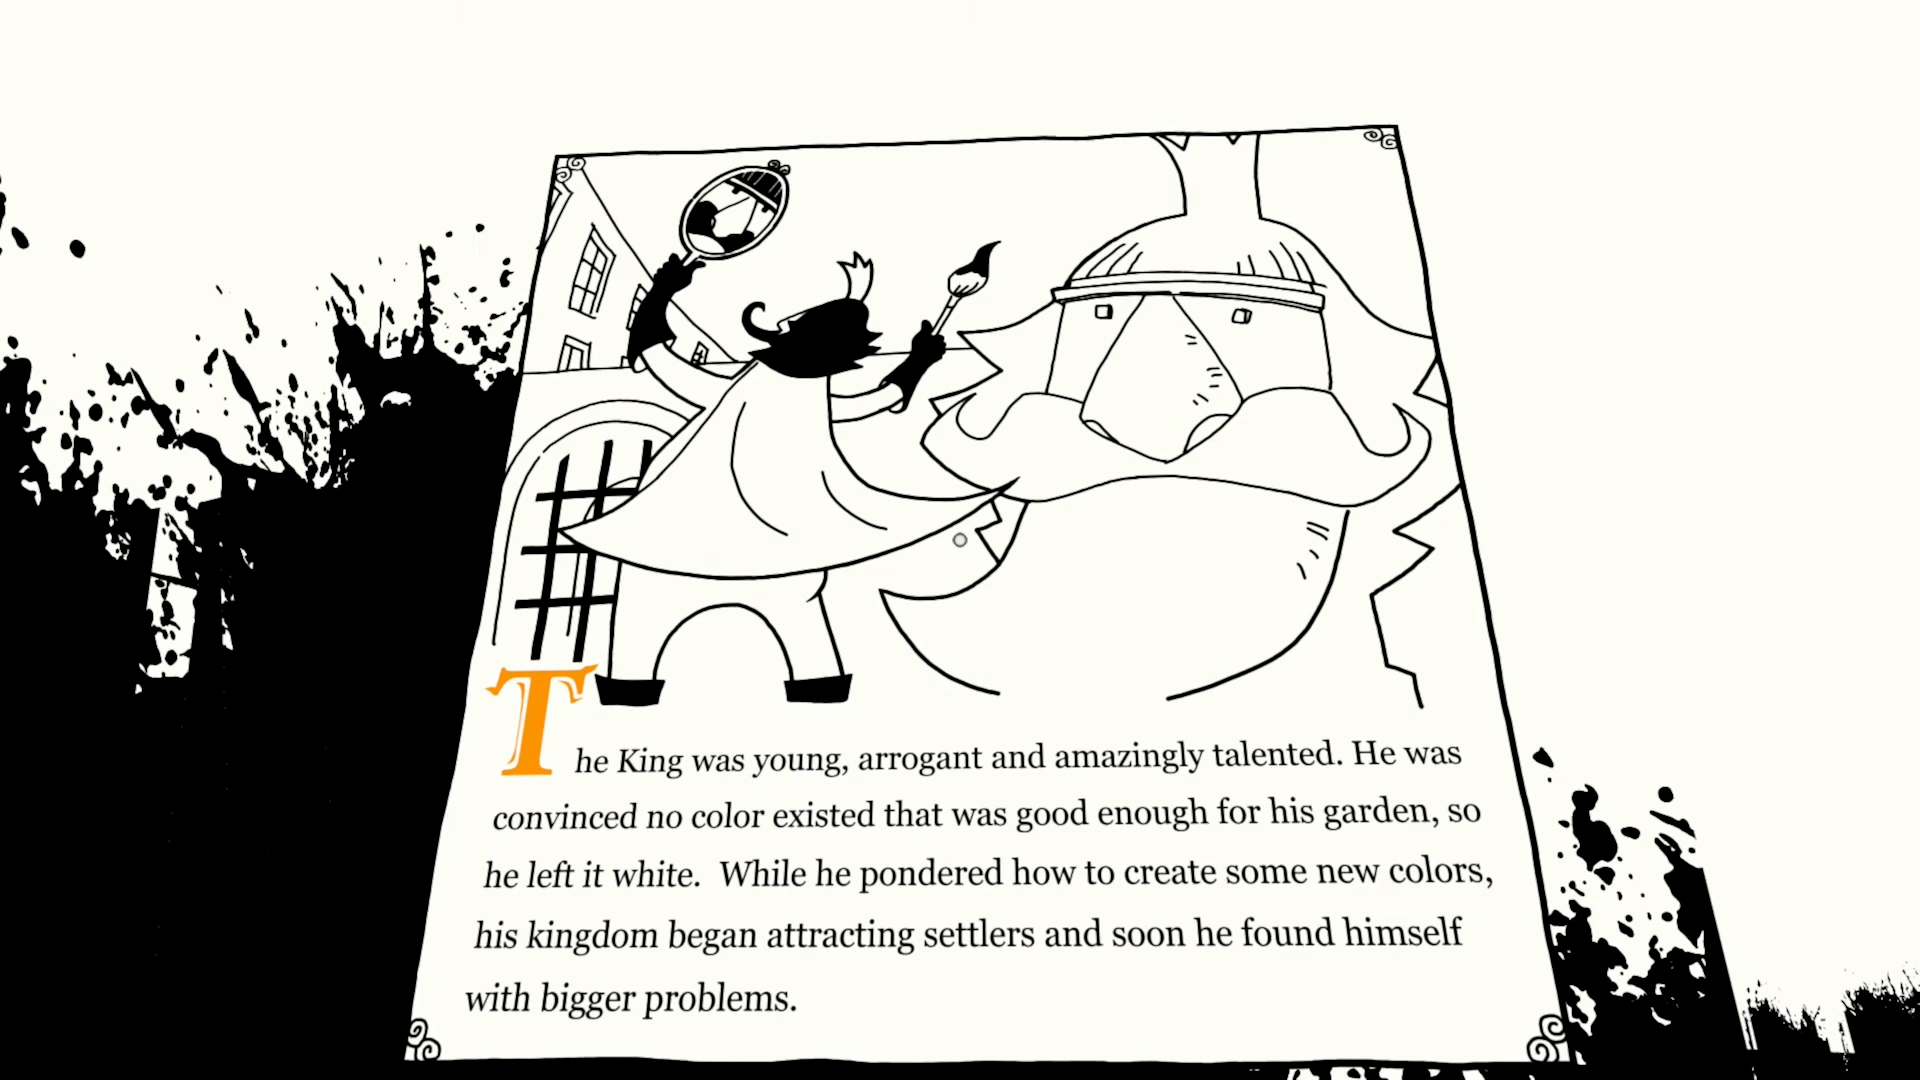 The King was young, arrogant and amazingly talented. He was
convinced no color existed that was good enough for his garden, so
he left it white. While he pondered how to create some new colors,
his kingdom began attracting settlers and soon he found himself
with bigger problems.